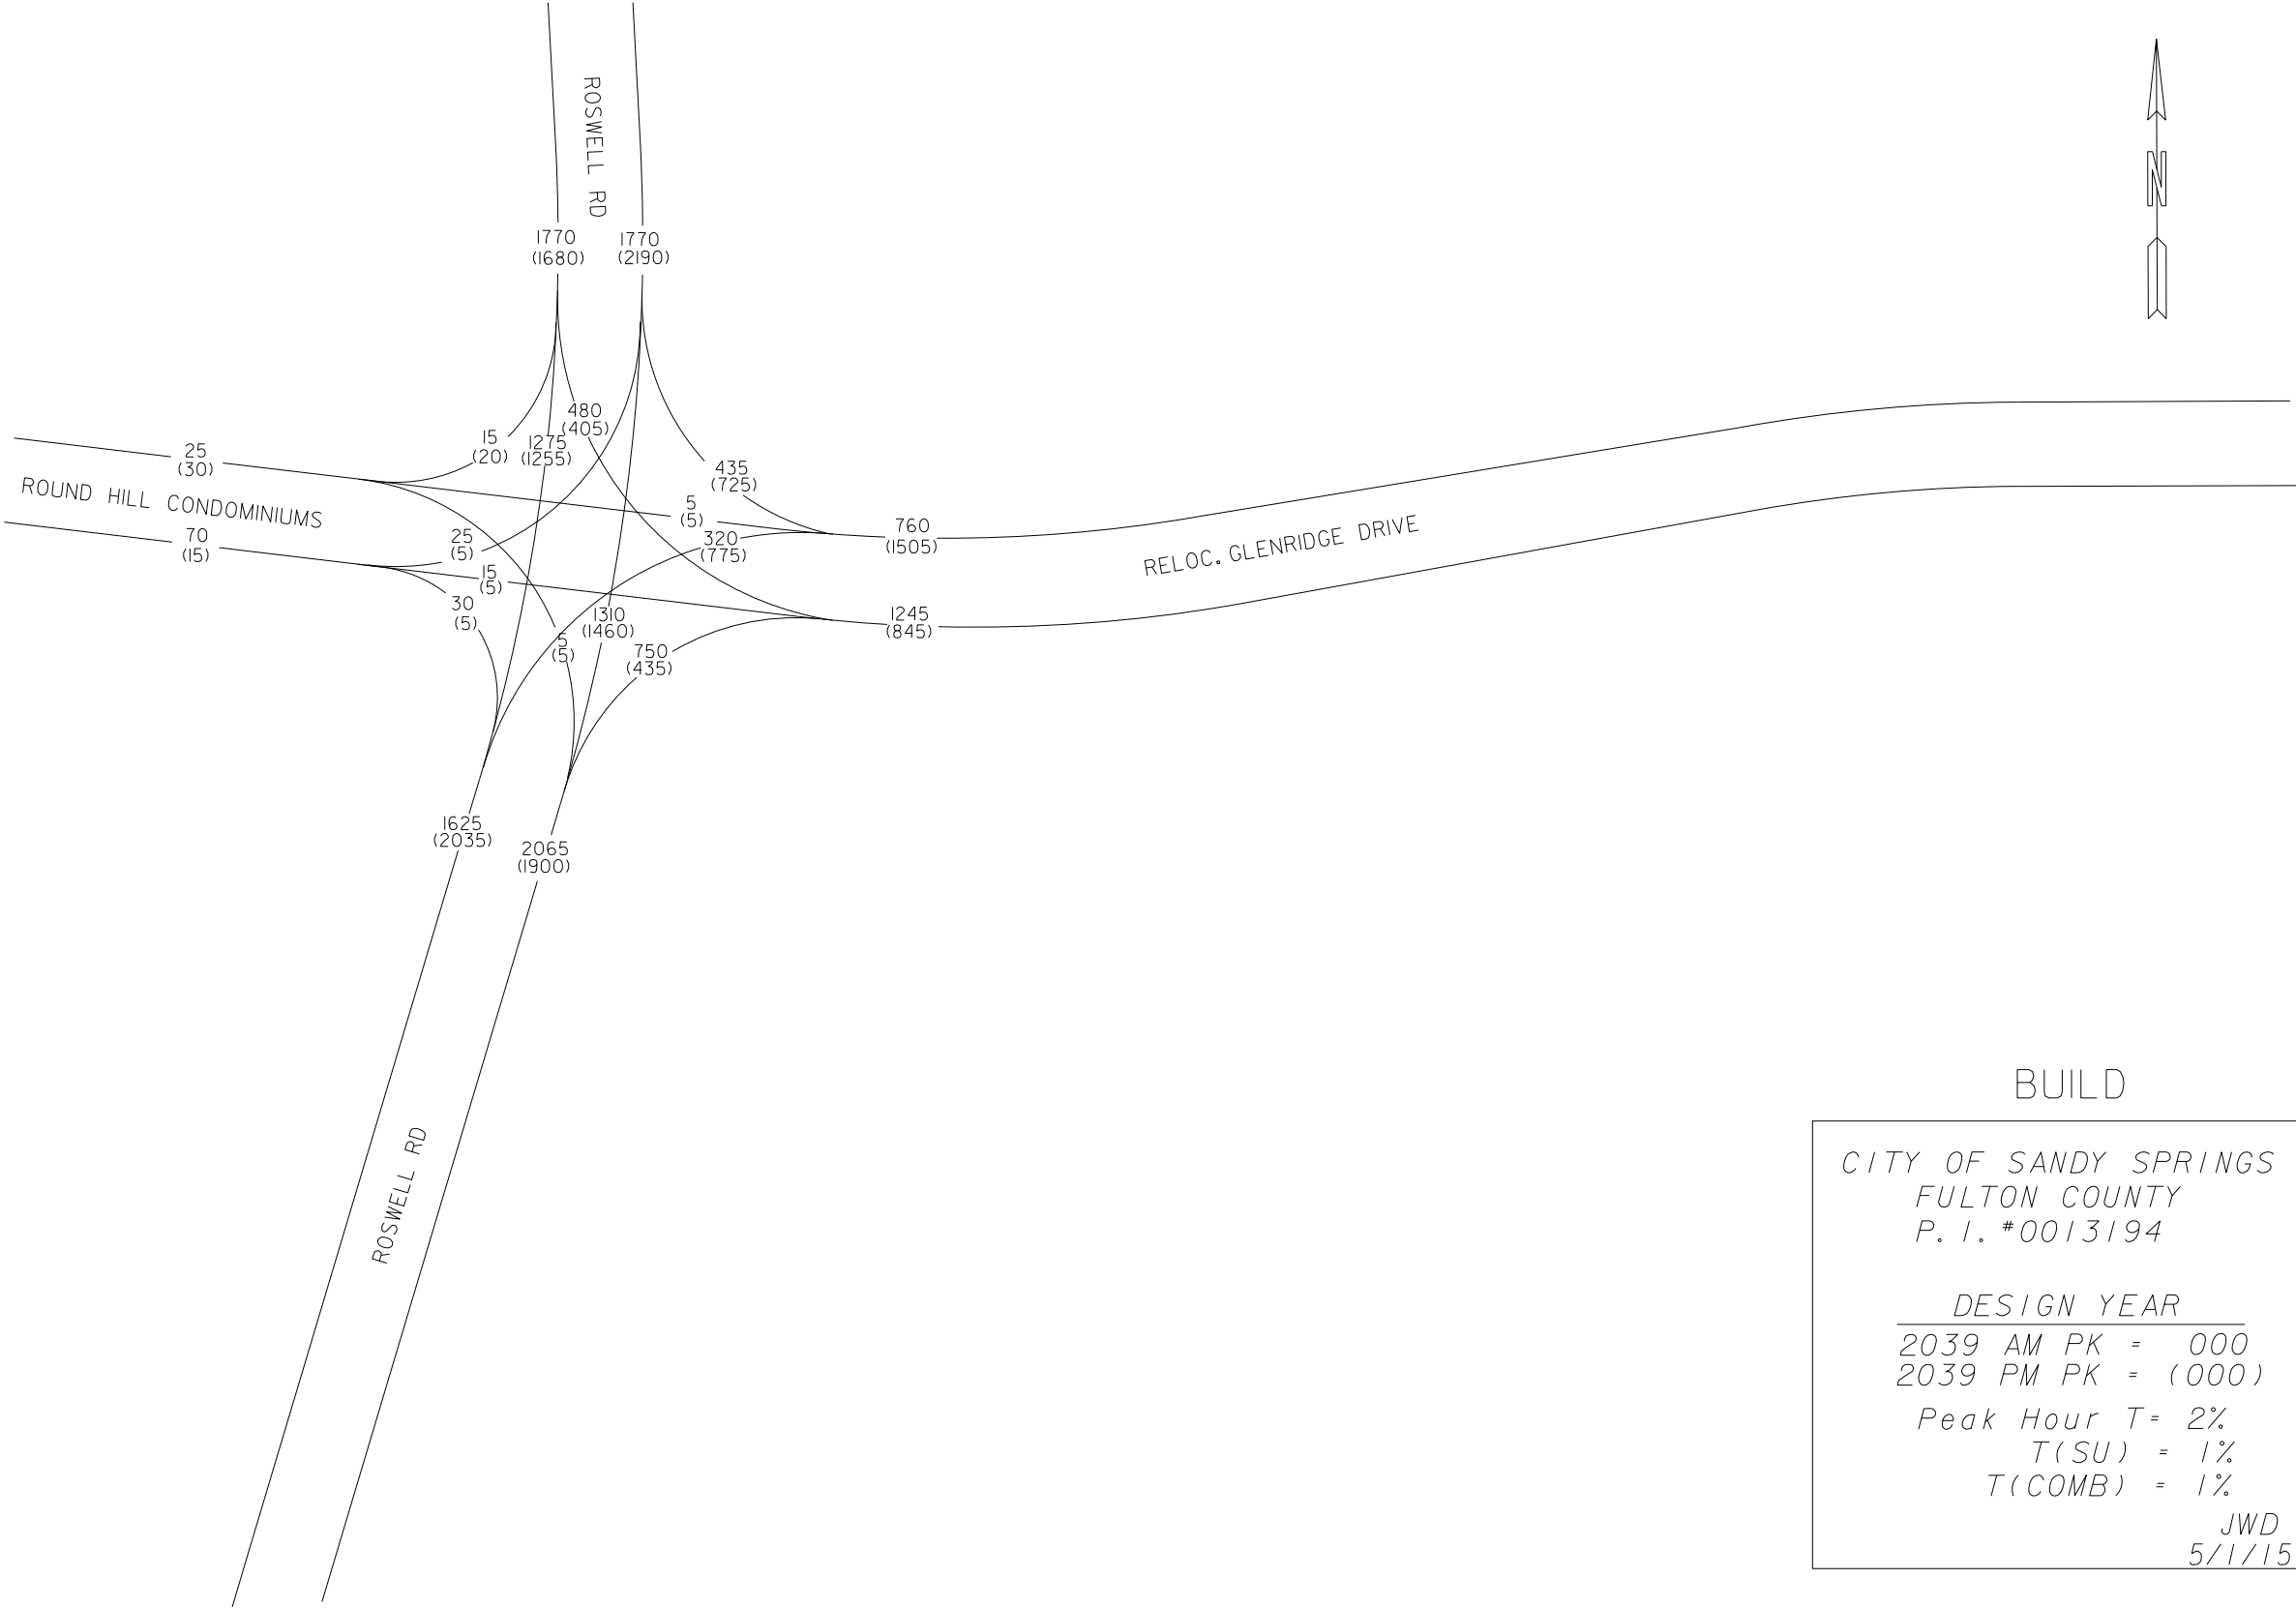 ROSWELL RD
N
1770
(1680)
1770
(2190)
480
(405)
15
(20)
1275
(1255)
25
(30)
435
(725)
ROUND HILL CONDOMINIUMS
5
(5)
760
(1505)
RELOC. GLENRIDGE DRIVE
70
(15)
25
(5)
320
(775)
15
(5)
30
(5)
1310
(1460)
1245
(845)
5
(5)
750
(435)
1625
(2035)
2065
(1900)
ROSWELL RD
BUILD
CITY OF SANDY SPRINGS
FULTON COUNTY
P. I. #0013194
DESIGN YEAR
2039 AM PK = 000
2039 PM PK = (000)
Peak Hour T= 2%
T(SU) = 1%
T(COMB) = 1%
JWD
5/1/15